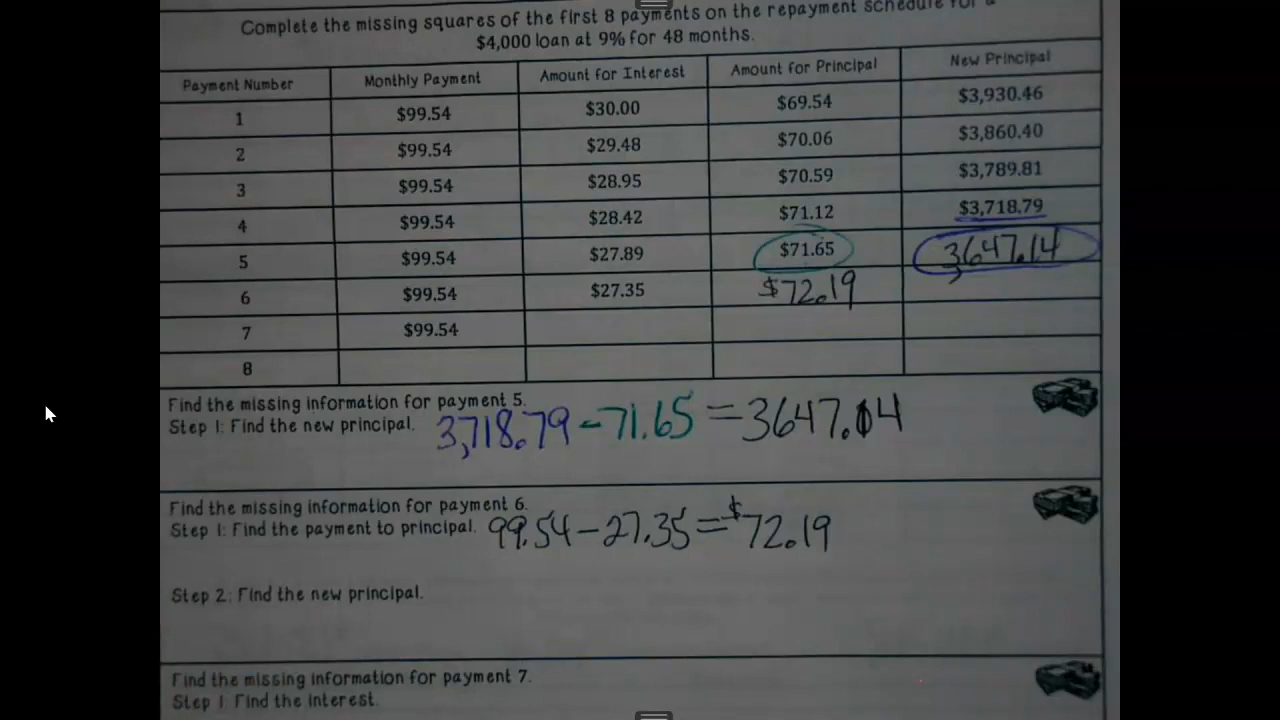 Complete the missing squares of the first 8 payments on the repayment schedule for a
$4,000 loan at 9% for 48 months.
Payment Number Monthly Payment Amount for Interest Amount for Principal New Principal
1 $99.54 $30.00 $69.54 $3,930.46
2 $99.54 $29.48 $70.06 $3,860.40
3 $99.54 $28.95 $70.59 $3,789.81
4 $99.54 $28.42 $71.12 $3,718.79
5 $99.54 $27.89 $71.65 3,647.14
6 $99.54 $27.35 $72.19
7 $99.54
8
Find the missing information for payment 5.
Step 1: Find the new principal. 3,718.79 - 71.65 = 3647.14
Find the missing information for payment 6.
Step 1: Find the payment to principal. 99.54 - 27.35 = $72.19
Step 2: Find the new principal.
Find the missing information for payment 7.
Step 1: Find the interest.